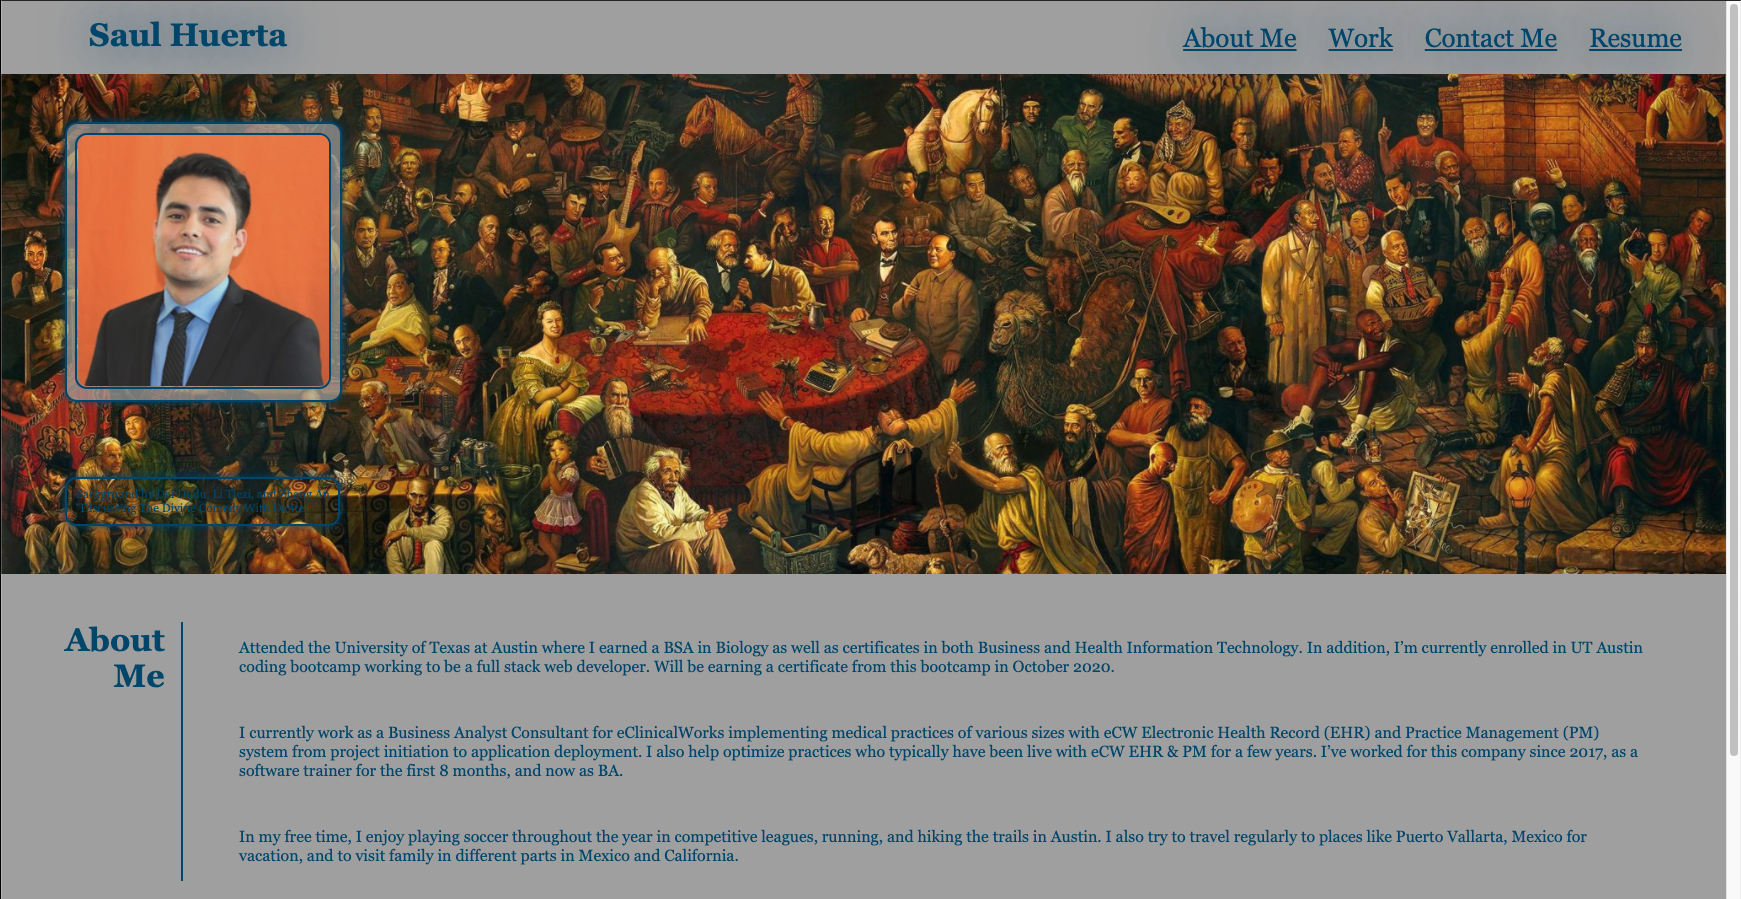 Saul Huerta
About Me Work Contact Me Resume
About
Me
Attended the University of Texas at Austin where I earned a BSA in Biology as well as certificates in both Business and Health Information Technology. In addition, I’m currently enrolled in UT Austin
coding bootcamp working to be a full stack web developer. Will be earning a certificate from this bootcamp in October 2020.
I currently work as a Business Analyst Consultant for eClinicalWorks implementing medical practices of various sizes with eCW Electronic Health Record (EHR) and Practice Management (PM)
system from project initiation to application deployment. I also help optimize practices who typically have been live with eCW EHR & PM for a few years. I’ve worked for this company since 2017, as a
software trainer for the first 8 months, and now as BA.
In my free time, I enjoy playing soccer throughout the year in competitive leagues, running, and hiking the trails in Austin. I also try to travel regularly to places like Puerto Vallarta, Mexico for
vacation, and to visit family in different parts in Mexico and California.